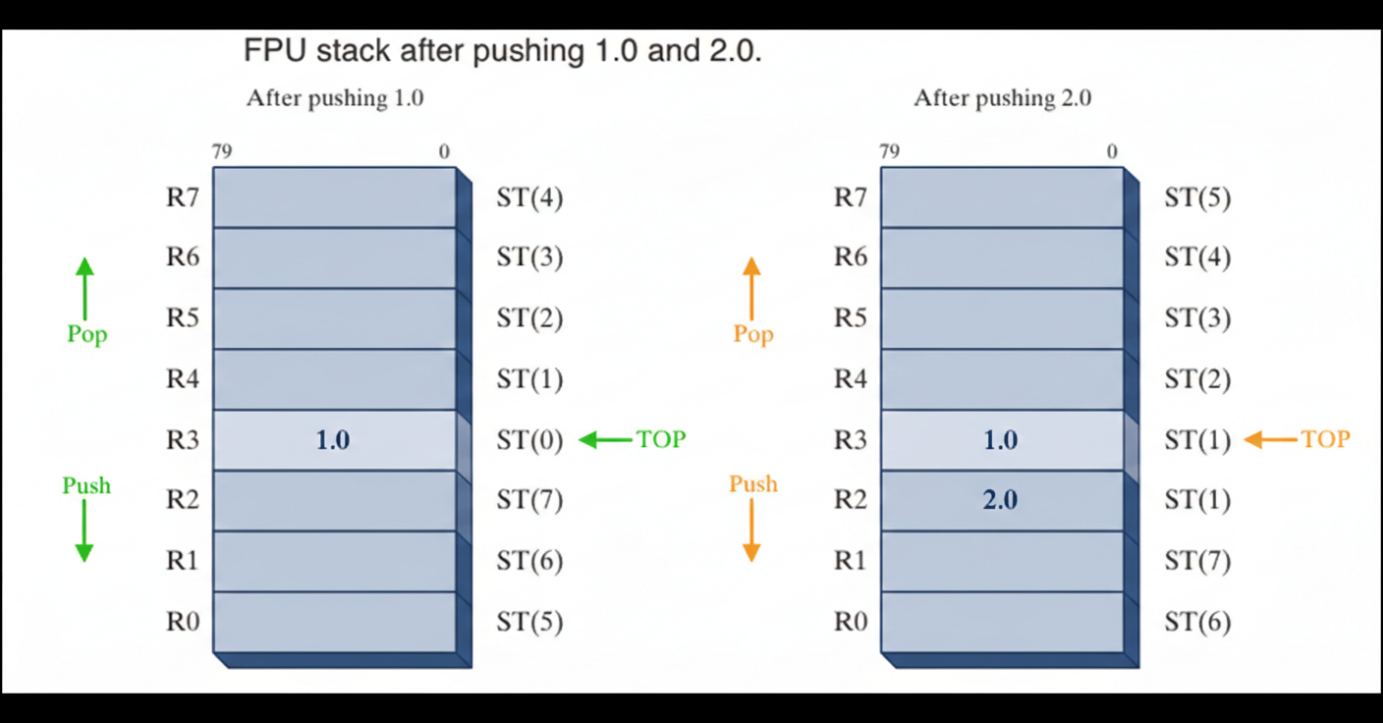 FPU stack after pushing 1.0 and 2.0.
After pushing 1.0
79 0
R7 ST(4)
R6 ST(3)
Pop
R5 ST(2)
R4 ST(1)
R3 1.0 ST(0) TOP
Push
R2 ST(7)
R1 ST(6)
R0 ST(5)
After pushing 2.0
79 0
R7 ST(5)
R6 ST(4)
Pop
R5 ST(3)
R4 ST(2)
R3 1.0 ST(1) TOP
Push
R2 2.0 ST(1)
R1 ST(7)
R0 ST(6)